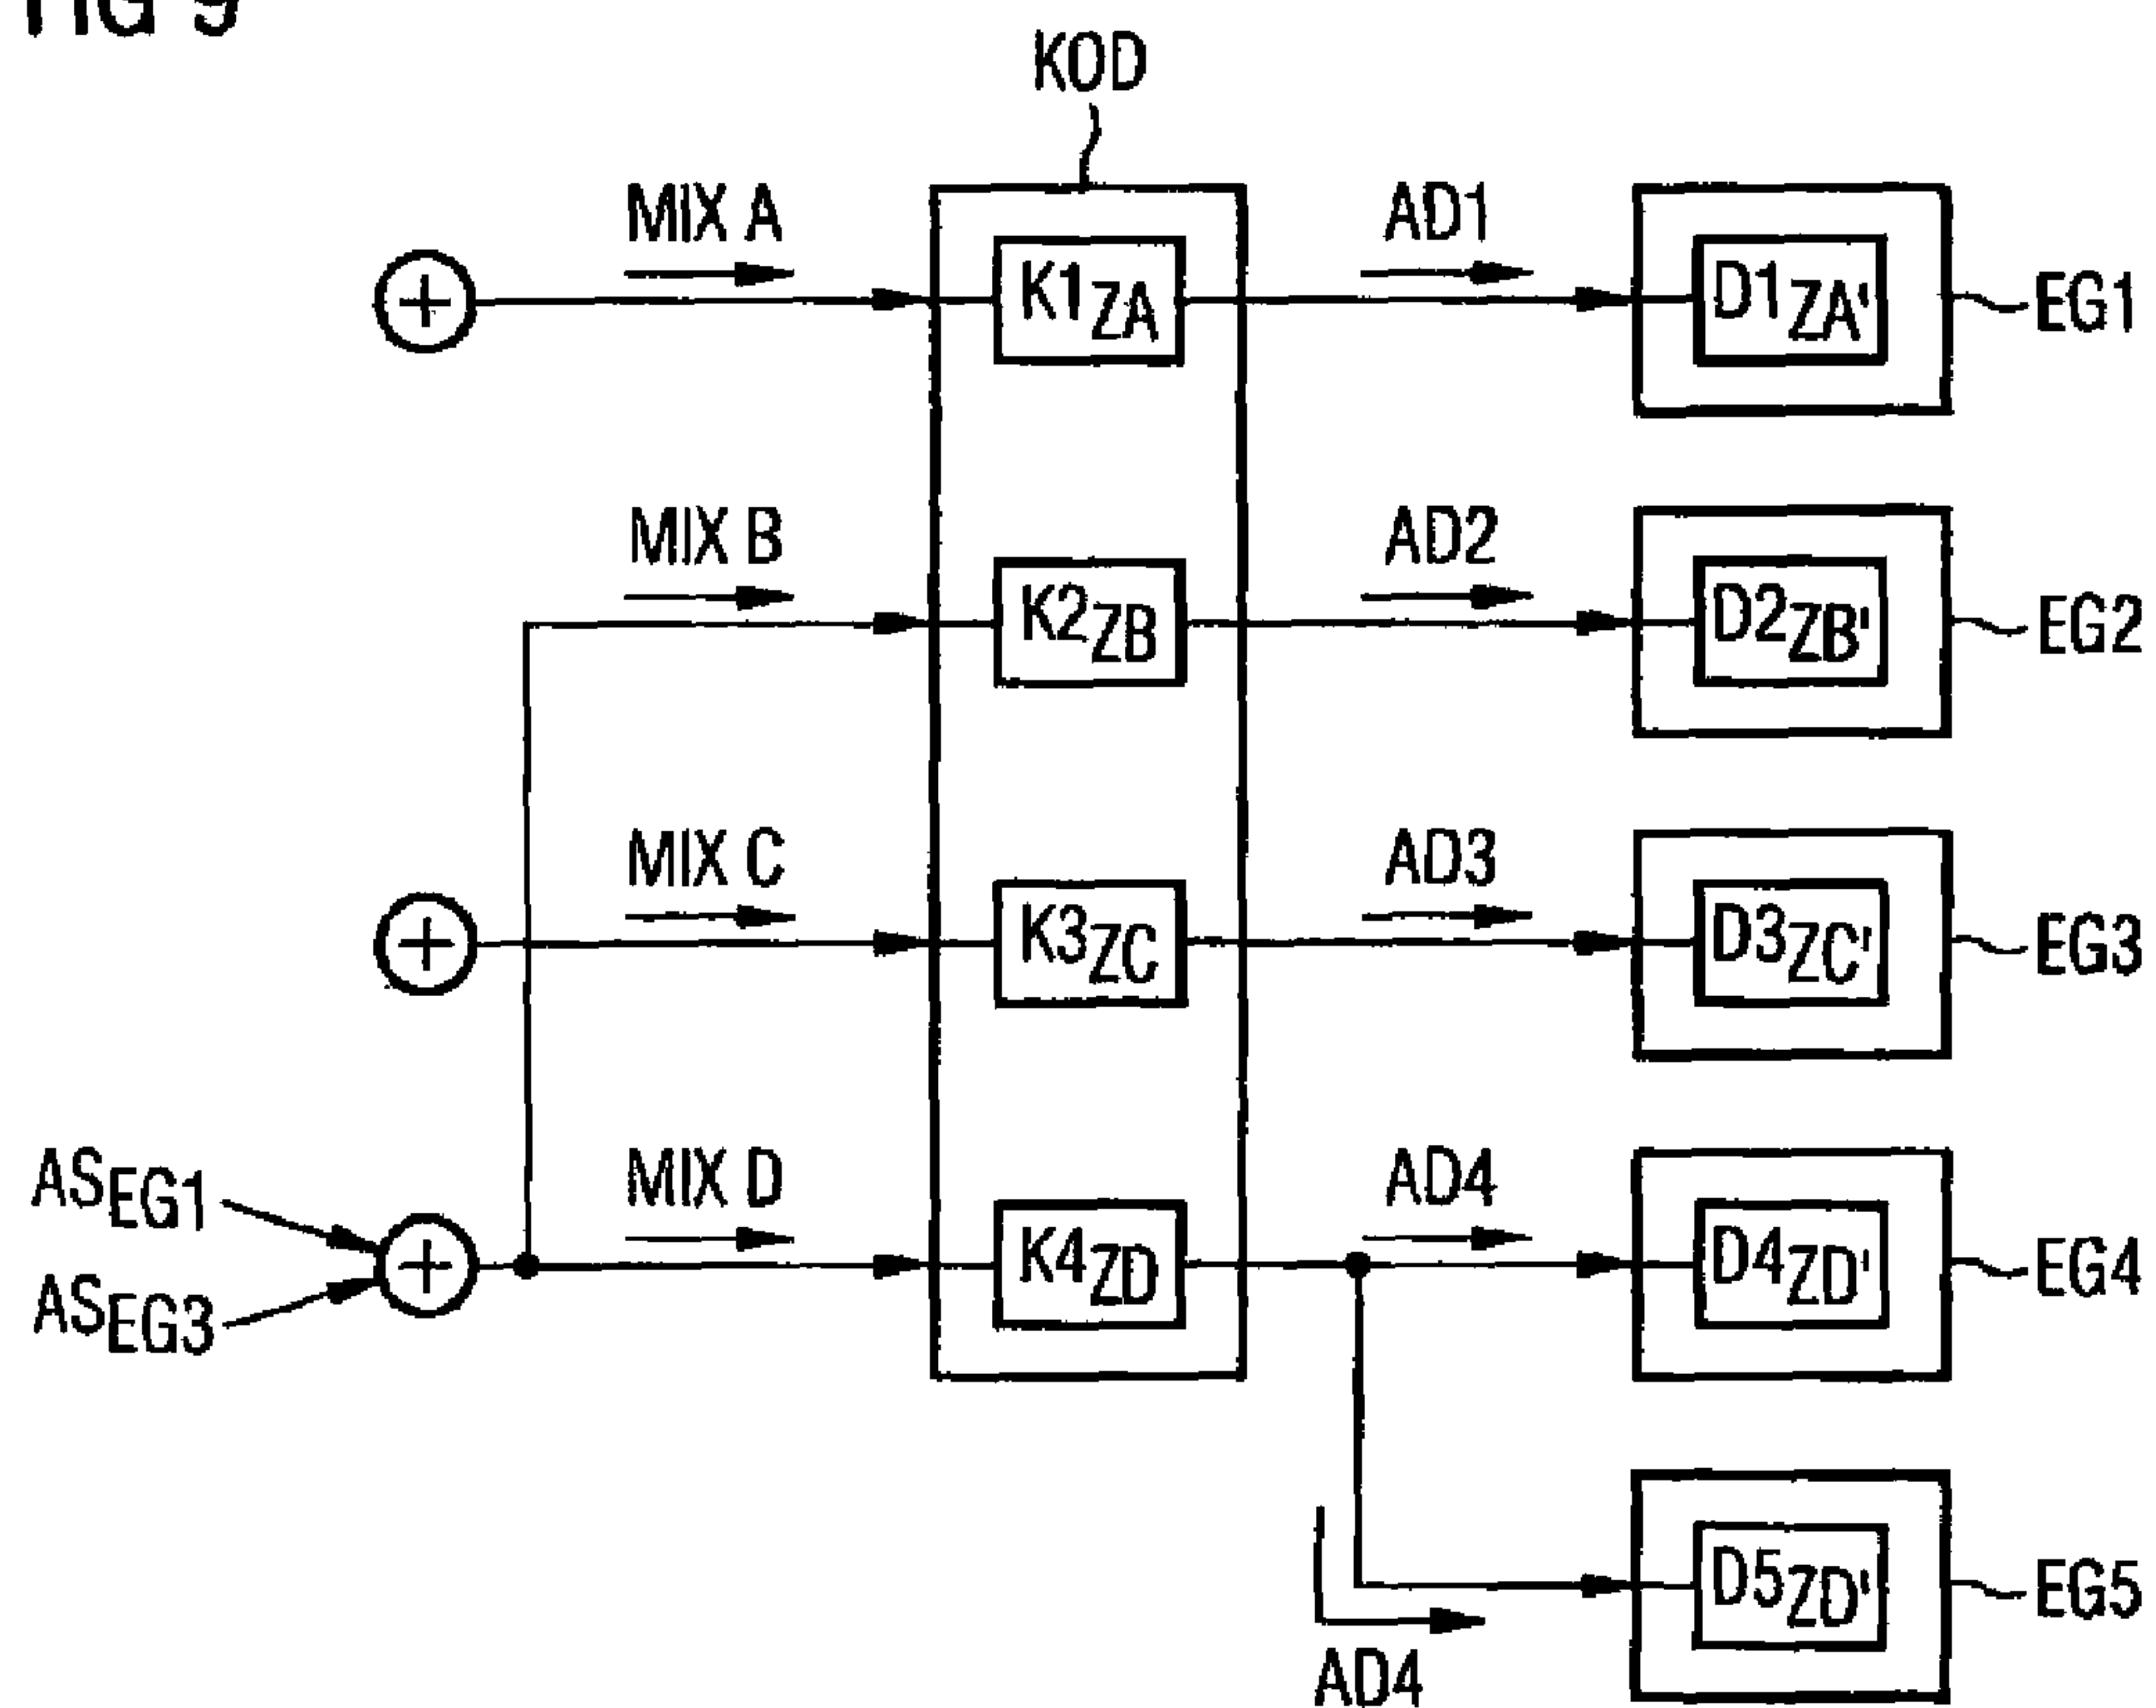 FIG 9
KOD
MIX A
AD1
K1ZA
D1ZA'
EG1
MIX B
AD2
K2ZB
D2ZB'
EG2
MIX C
AD3
K3ZC
D3ZC'
EG3
ASEG1
MIX D
AD4
K4ZD
D4ZD'
EG4
ASEG3
D5ZD'
EG5
AD4